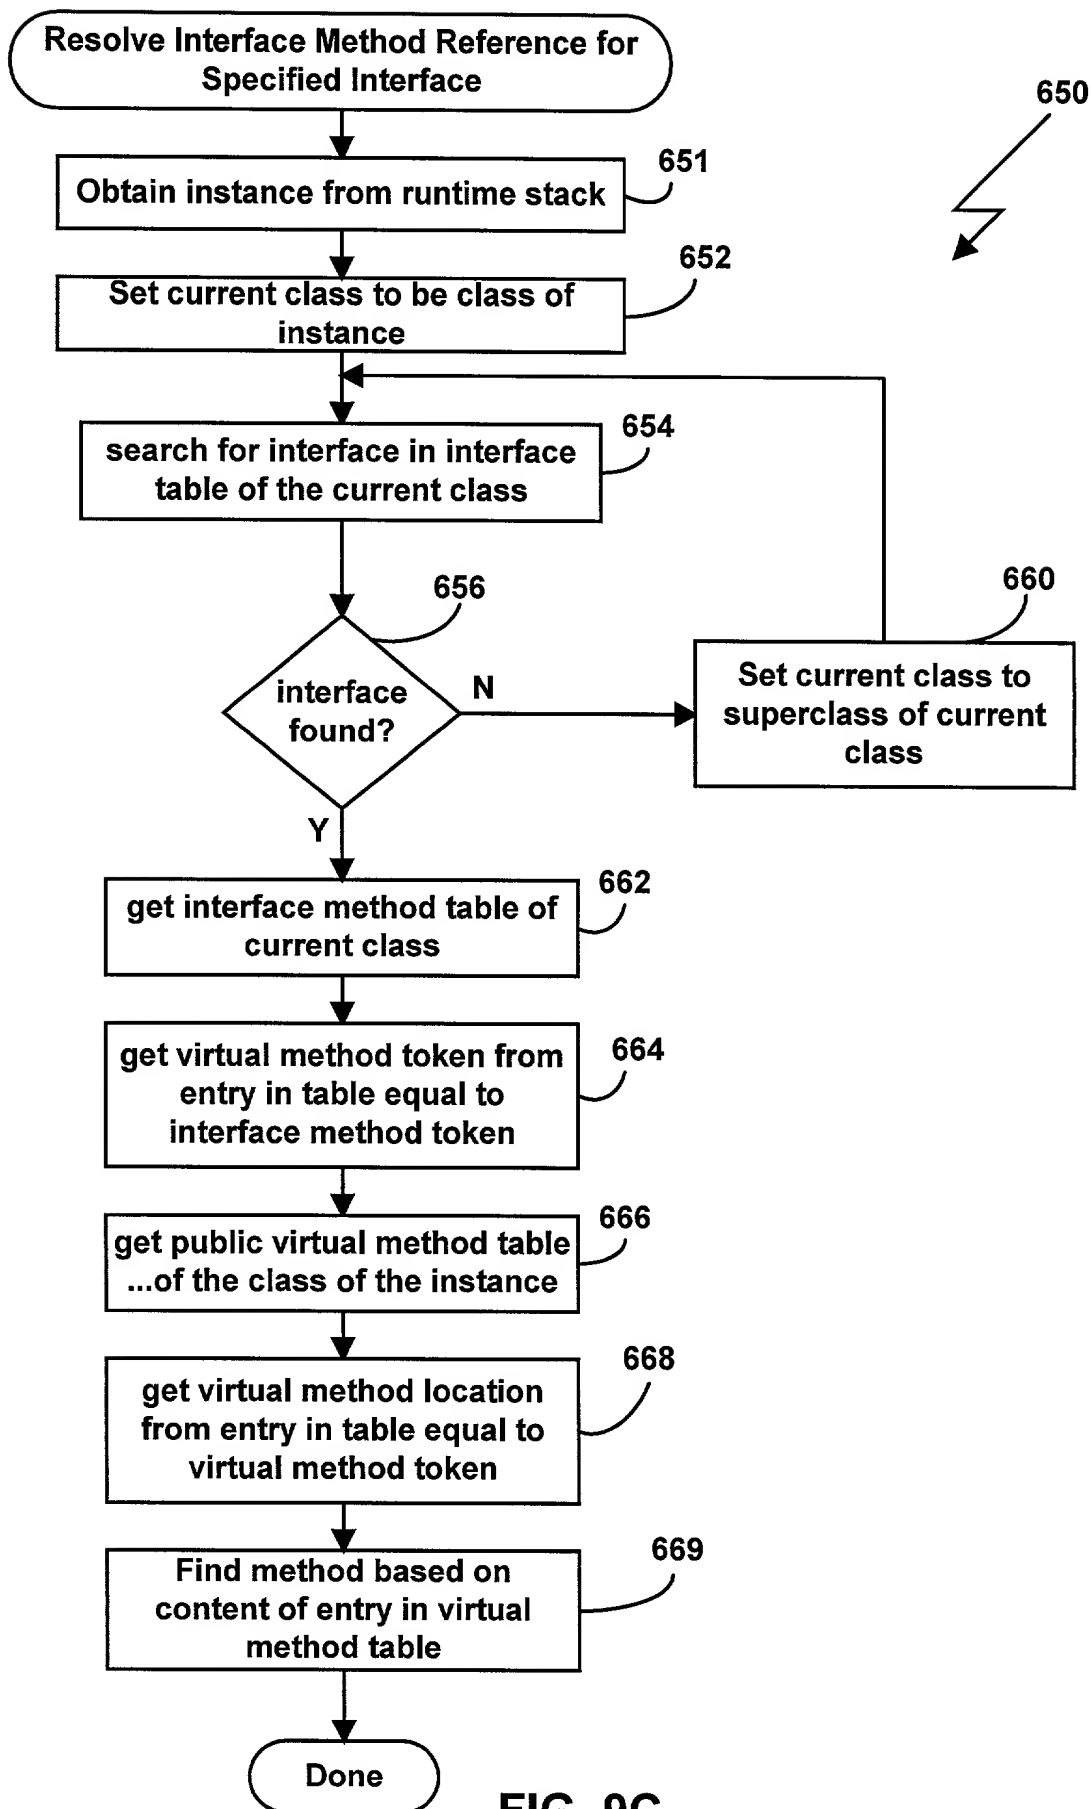 Resolve Interface Method Reference for
Specified Interface
650
651
Obtain instance from runtime stack
652
Set current class to be class of
instance
654
search for interface in interface
table of the current class
656
660
interface
found?
N
Set current class to
superclass of current
class
Y
662
get interface method table of
current class
664
get virtual method token from
entry in table equal to
interface method token
666
get public virtual method table
...of the class of the instance
668
get virtual method location
from entry in table equal to
virtual method token
669
Find method based on
content of entry in virtual
method table
Done
FIG. 9C